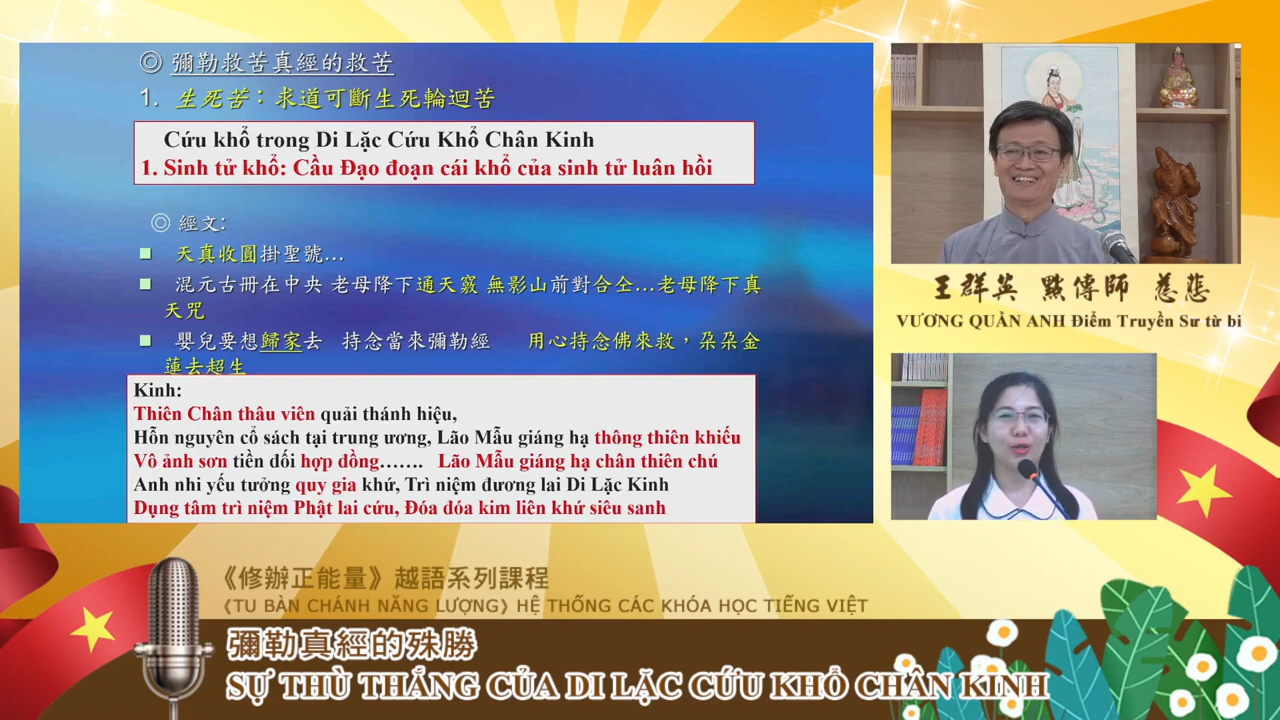 ◎ 彌勒救苦真經的救苦
1. 生死苦：求道可斷生死輪迴苦
Cứu khổ trong Di Lặc Cứu Khổ Chân Kinh
1. Sinh tử khổ: Cầu Đạo đoạn cái khổ của sinh tử luân hồi
◎ 經文:
天真收圓掛聖號...
混元古冊在中央 老母降下通天竅 無影山前對合仝...老母降下真
天咒
嬰兒要想歸家去 持念當來彌勒經 用心持念佛來救，朵朵金
蓮去超生
Kinh:
Thiên Chân thâu viên quải thánh hiệu,
Hỗn nguyên cổ sách tại trung ương, Lão Mẫu giáng hạ thông thiên khiếu
Vô ảnh sơn tiền đối hợp đồng....... Lão Mẫu giáng hạ chân thiên chú
Anh nhi yếu tưởng quy gia khứ, Trì niệm đương lai Di Lặc Kinh
Dụng tâm trì niệm Phật lai cứu, Đóa đóa kim liên khứ siêu sanh
王群英 點傳師 慈悲
VƯƠNG QUẦN ANH Điểm Truyền Sư từ bi
《修辦正能量》越語系列課程
《TU BÀN CHÁNH NĂNG LƯỢNG》HỆ THỐNG CÁC KHÓA HỌC TIẾNG VIỆT
彌勒真經的殊勝
SỰ THÙ THẮNG CỦA DI LẶC CỨU KHỔ CHÂN KINH